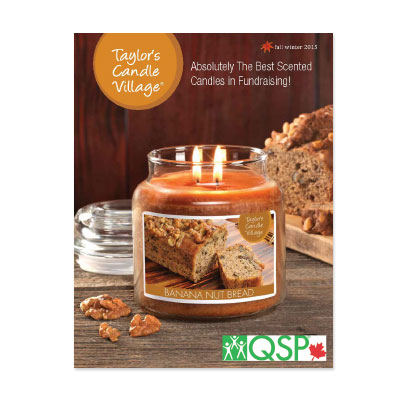 Taylor's
Candle
Village®
fall winter 2013
Absolutely The Best Scented
Candles in Fundraising!
Taylor's
Candle
Village
BANANA NUT BREAD
QSP